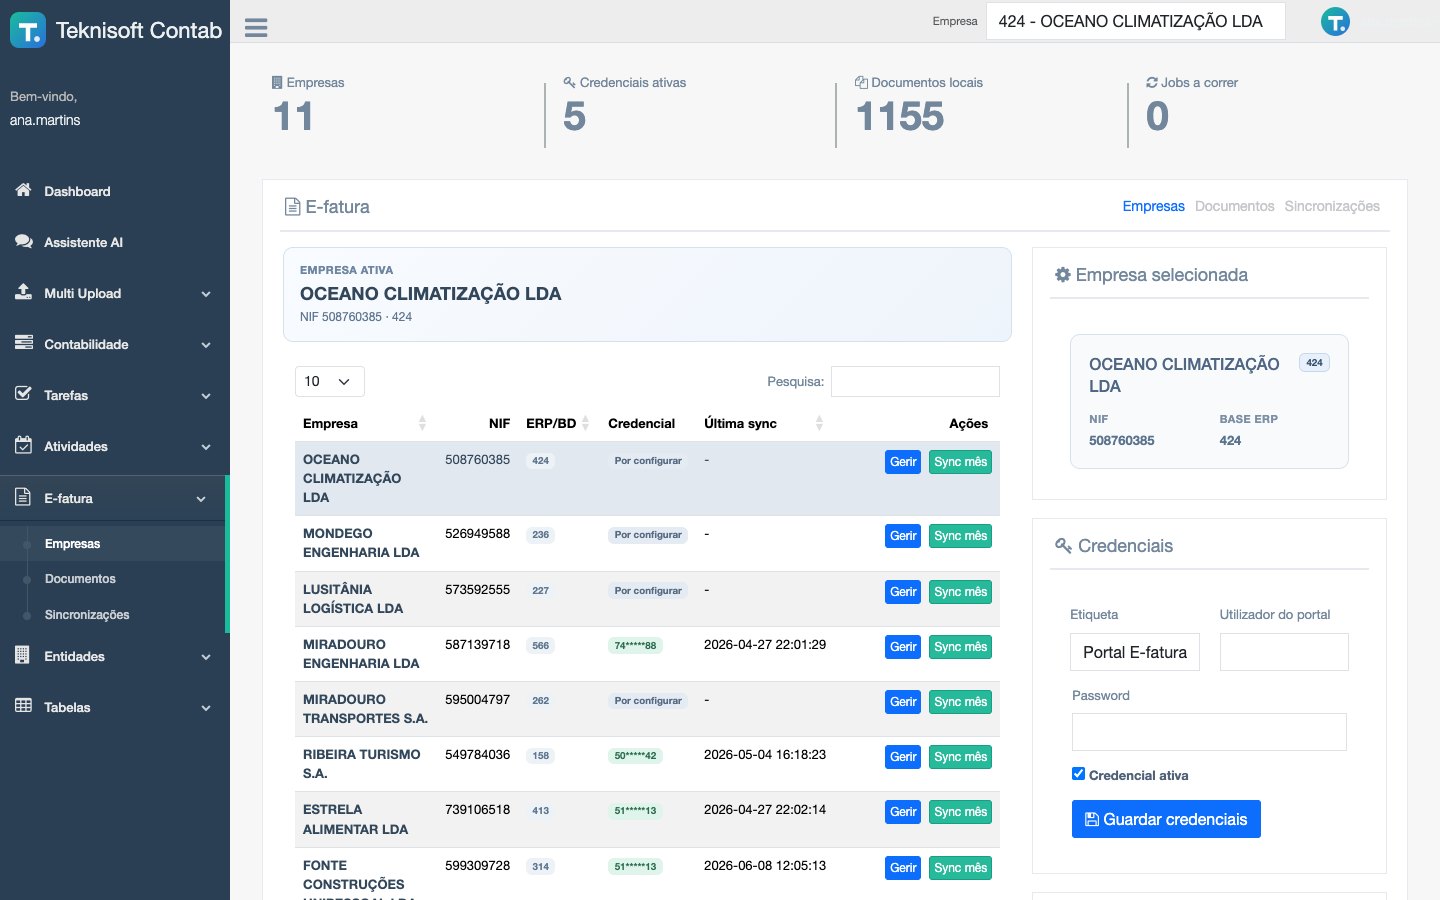 Teknisoft Contab
Bem-vindo,
ana.martins
Dashboard
Assistente AI
Multi Upload
Contabilidade
Tarefas
Atividades
E-fatura
Empresas
Documentos
Sincronizações
Entidades
Tabelas
Empresa 424 - OCEANO CLIMATIZAÇÃO LDA
T.
Empresas
11
Credenciais ativas
5
Documentos locais
1155
Jobs a correr
0
E-fatura
Empresas Documentos Sincronizações
EMPRESA ATIVA
OCEANO CLIMATIZAÇÃO LDA
NIF 508760385 · 424
10
Pesquisa:
Empresa NIF ERP/BD Credencial Última sync Ações
OCEANO CLIMATIZAÇÃO LDA 508760385 424 Por configurar - Gerir Sync mês
MONDEGO ENGENHARIA LDA 526949588 236 Por configurar - Gerir Sync mês
LUSITÂNIA LOGÍSTICA LDA 573592555 227 Por configurar - Gerir Sync mês
MIRADOURO ENGENHARIA LDA 587139718 566 74*****88 2026-04-27 22:01:29 Gerir Sync mês
MIRADOURO TRANSPORTES S.A. 595004797 262 Por configurar - Gerir Sync mês
RIBEIRA TURISMO S.A. 549784036 158 50*****42 2026-05-04 16:18:23 Gerir Sync mês
ESTRELA ALIMENTAR LDA 739106518 413 51*****13 2026-04-27 22:02:14 Gerir Sync mês
FONTE CONSTRUÇÕES 599309728 314 51*****13 2026-06-08 12:05:13 Gerir Sync mês
Empresa selecionada
OCEANO CLIMATIZAÇÃO LDA
424
NIF
508760385
BASE ERP
424
Credenciais
Etiqueta
Portal E-fatura
Utilizador do portal
Password
Credencial ativa
Guardar credenciais